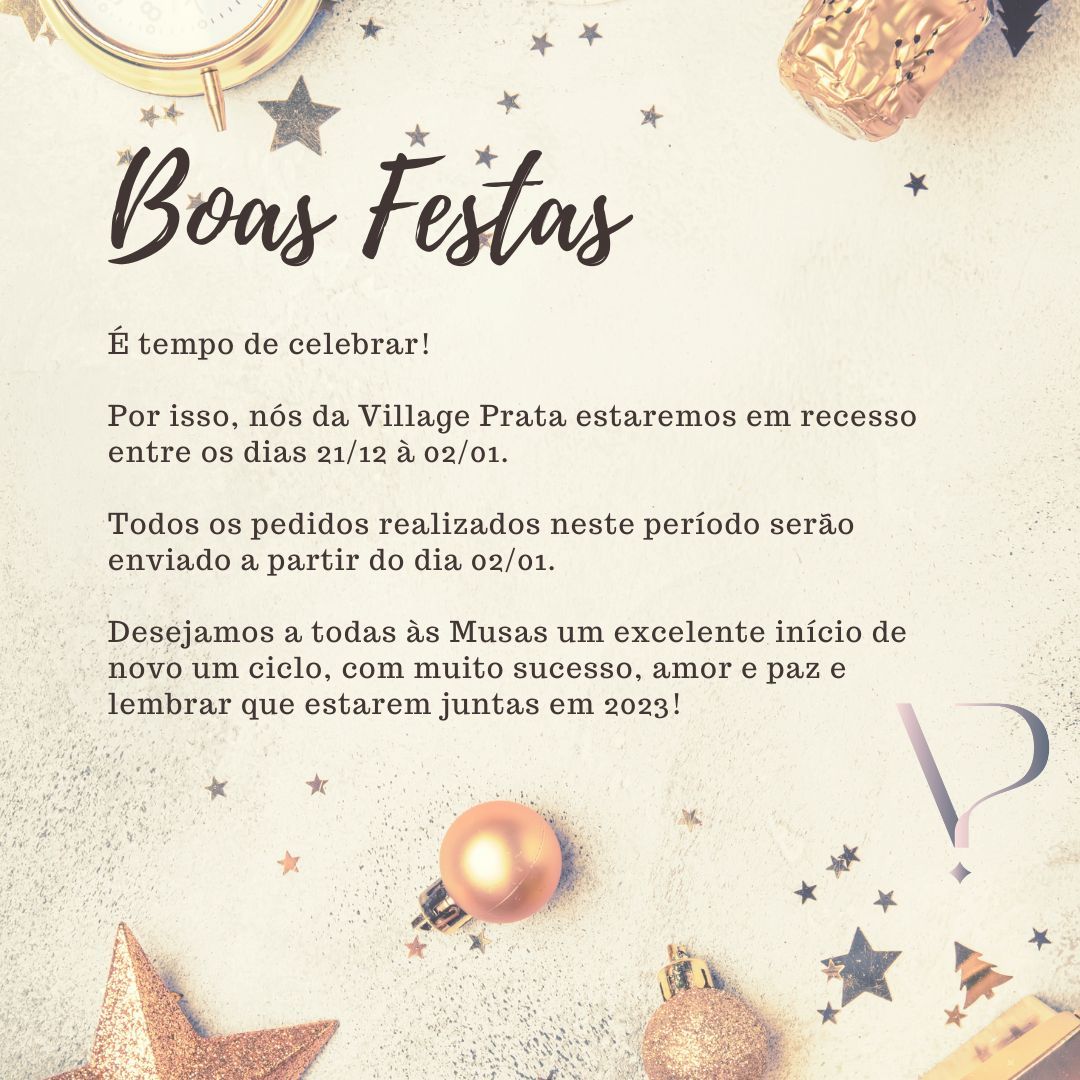 Boas Festas
É tempo de celebrar!
Por isso, nós da Village Prata estaremos em recesso
entre os dias 21/12 à 02/01.
Todos os pedidos realizados neste período serão
enviado a partir do dia 02/01.
Desejamos a todas às Musas um excelente início de
novo um ciclo, com muito sucesso, amor e paz e
lembrar que estarem juntas em 2023!
VP